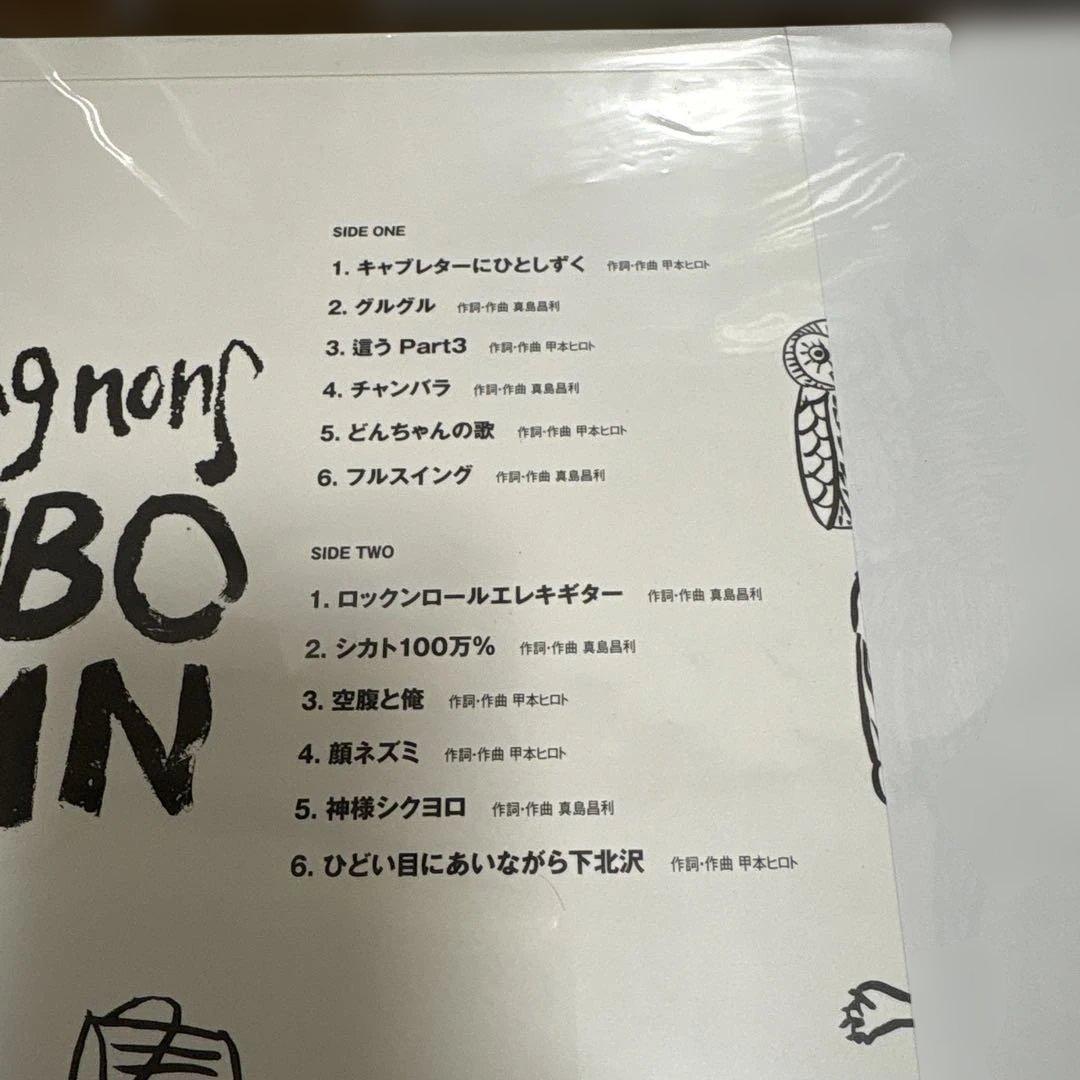 SIDE ONE
1. キャブレターにひとしずく 作詞・作曲 甲本ヒロト
2. グルグル 作詞・作曲 真島昌利
3. 這う Part3 作詞・作曲 甲本ヒロト
4. チャンバラ 作詞・作曲 真島昌利
5. どんちゃんの歌 作詞・作曲 甲本ヒロト
6. フルスイング 作詞・作曲 真島昌利
SIDE TWO
1. ロックンロールエレキギター 作詞・作曲 真島昌利
2. シカト100万% 作詞・作曲 真島昌利
3. 空腹と俺 作詞・作曲 甲本ヒロト
4. 顔ネズミ 作詞・作曲 甲本ヒロト
5. 神様シクヨロ 作詞・作曲 真島昌利
6. ひどい目にあいながら下北沢 作詞・作曲 甲本ヒロト
gnons
BO
IN